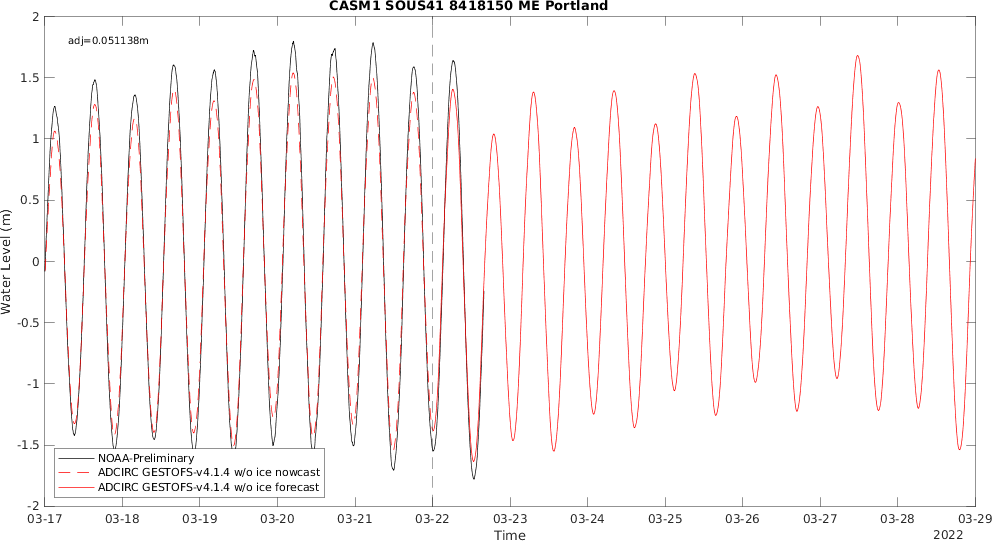 CASM1 SOUS41 8418150 ME Portland
adj=0.051138m
2
1.5
1
0.5
0
-0.5
-1
-1.5
-2
Water Level (m)
NOAA-Preliminary
ADCIRC GESTOFS-v4.1.4 w/o ice nowcast
ADCIRC GESTOFS-v4.1.4 w/o ice forecast
03-17 03-18 03-19 03-20 03-21 03-22 03-23 03-24 03-25 03-26 03-27 03-28 03-29
Time
2022